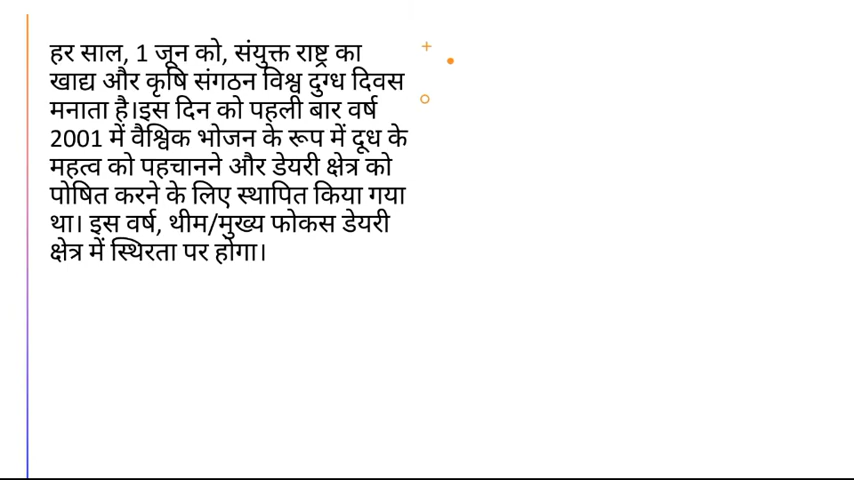 हर साल, 1 जून को, संयुक्त राष्ट्र का
खाद्य और कृषि संगठन विश्व दुग्ध दिवस
मनाता है।इस दिन को पहली बार वर्ष
2001 में वैश्विक भोजन के रूप में दूध के
महत्व को पहचानने और डेयरी क्षेत्र को
पोषित करने के लिए स्थापित किया गया
था। इस वर्ष, थीम/मुख्य फोकस डेयरी
क्षेत्र में स्थिरता पर होगा।